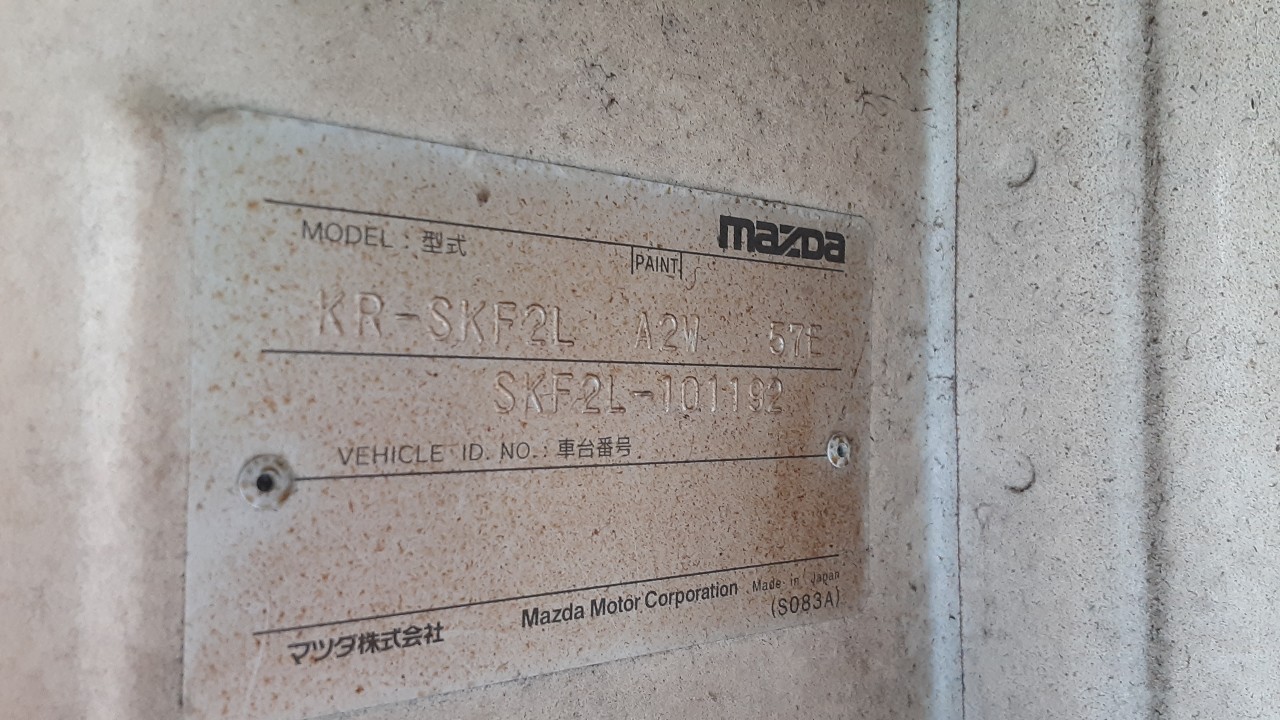 mazda
MODEL : 型式
PAINT
KR-SKF2L A2W 57E
SKF2L-101192
VEHICLE ID. NO. : 車台番号
マツダ株式会社 Mazda Motor Corporation Made in Japan
(S083A)